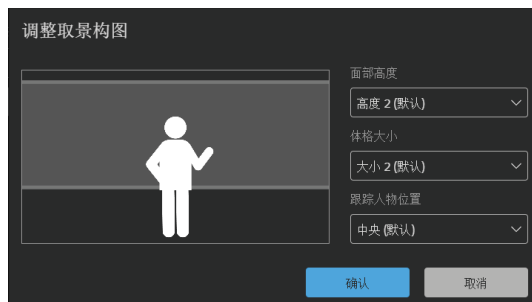 调整取景构图
面部高度
高度 2 (默认)
体格大小
大小 2 (默认)
跟踪人物位置
中央 (默认)
确认
取消